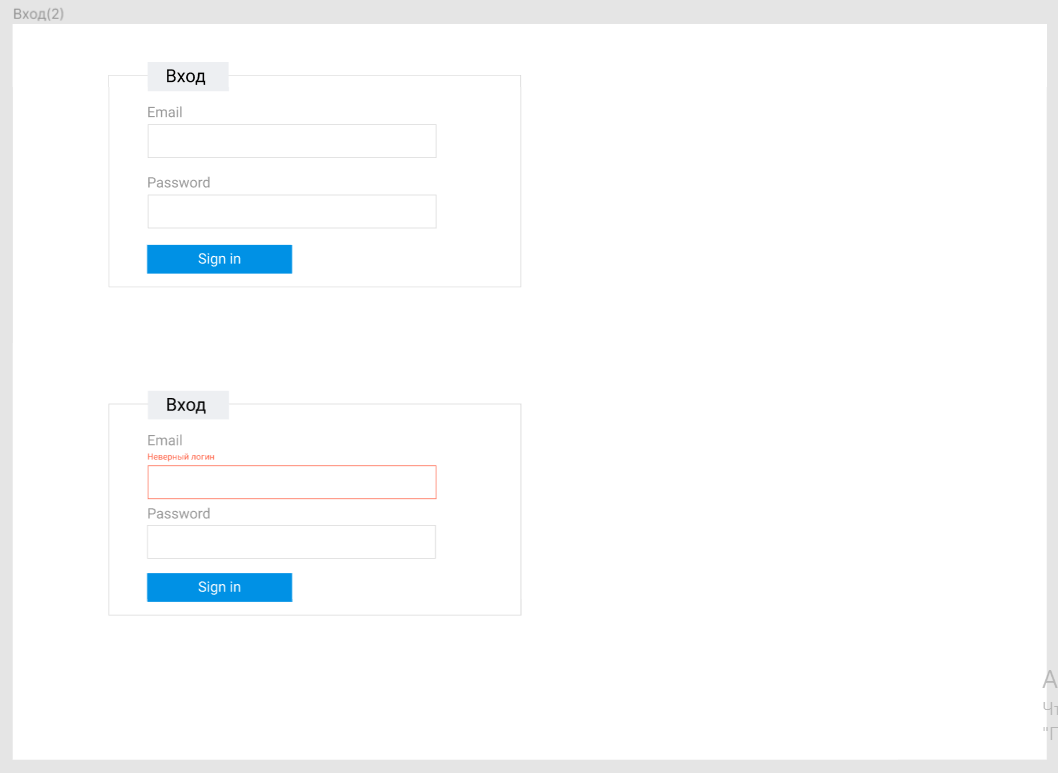 Вход(2)
Вход
Email
Password
Sign in
Вход
Email
Неверный логин
Password
Sign in